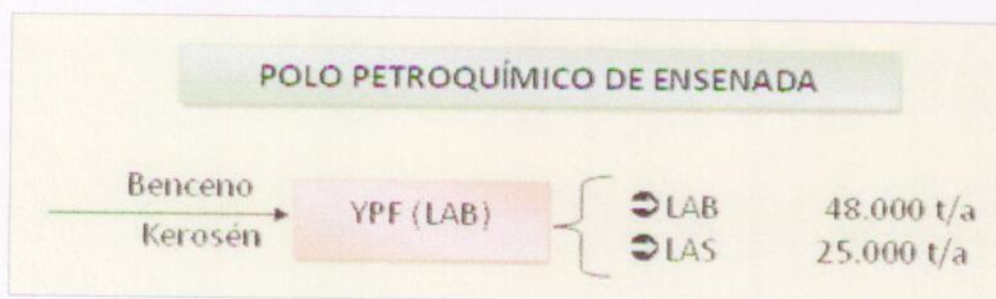 POLO PETROQUÍMICO DE ENSENADA
Benceno
Kerosén
YPF (LAB)
➲ LAB 48.000 t/a
➲ LAS 25.000 t/a